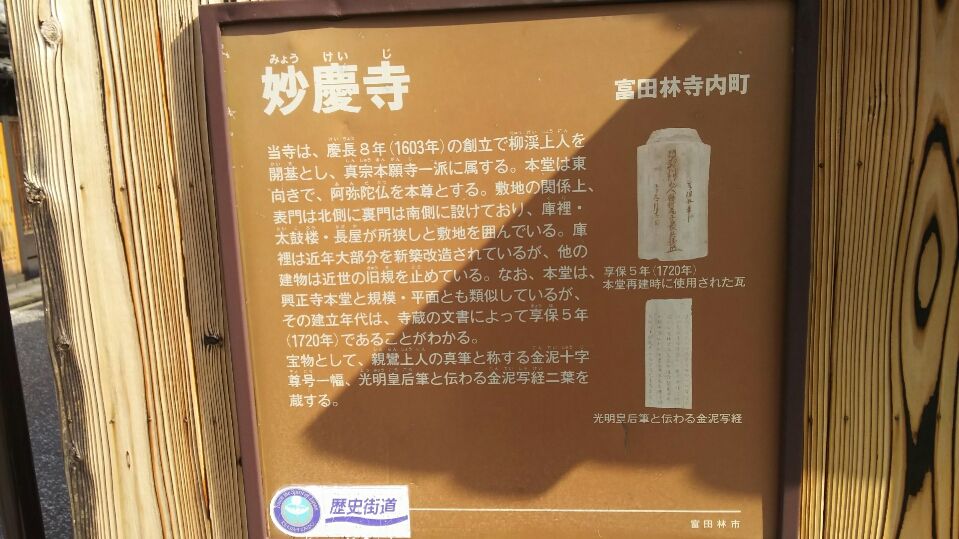 みょう けい じ
妙慶寺
富田林寺内町
当寺は、慶長8年(1603年)の創立で柳渓上人を
開基とし、真宗本願寺一派に属する。本堂は東
向きで、阿弥陀仏を本尊とする。敷地の関係上、
表門は北側に裏門は南側に設けており、庫裡・
太鼓楼・長屋が所狭しと敷地を囲んでいる。庫
裡は近年大部分を新築改造されているが、他の
建物は近世の旧規を止めている。なお、本堂は、
興正寺本堂と規模・平面とも類似しているが、
その建立年代は、寺蔵の文書によって享保5年
(1720年)であることがわかる。
宝物として、親鸞上人の真筆と称する金泥十字
尊号一幅、光明皇后筆と伝わる金泥写経二葉を
蔵する。
享保5年(1720年)
本堂再建時に使用された瓦
光明皇后筆と伝わる金泥写経
歴史街道
富田林市